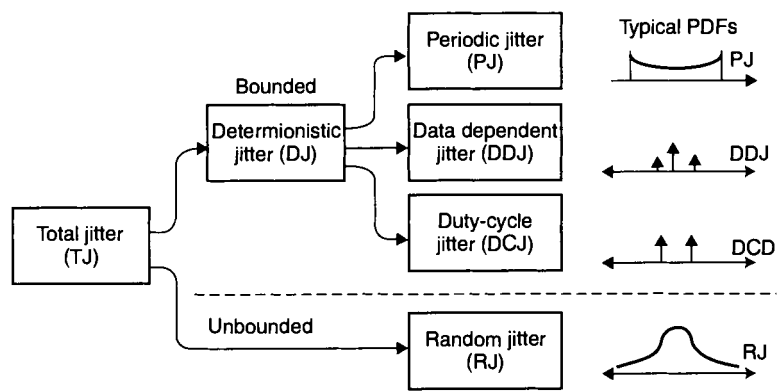 Typical PDFs
Periodic jitter
(PJ)
PJ
Bounded
Determionistic
jitter (DJ)
Data dependent
jitter (DDJ)
DDJ
Total jitter
(TJ)
Duty-cycle
jitter (DCJ)
DCD
Unbounded
Random jitter
(RJ)
RJ